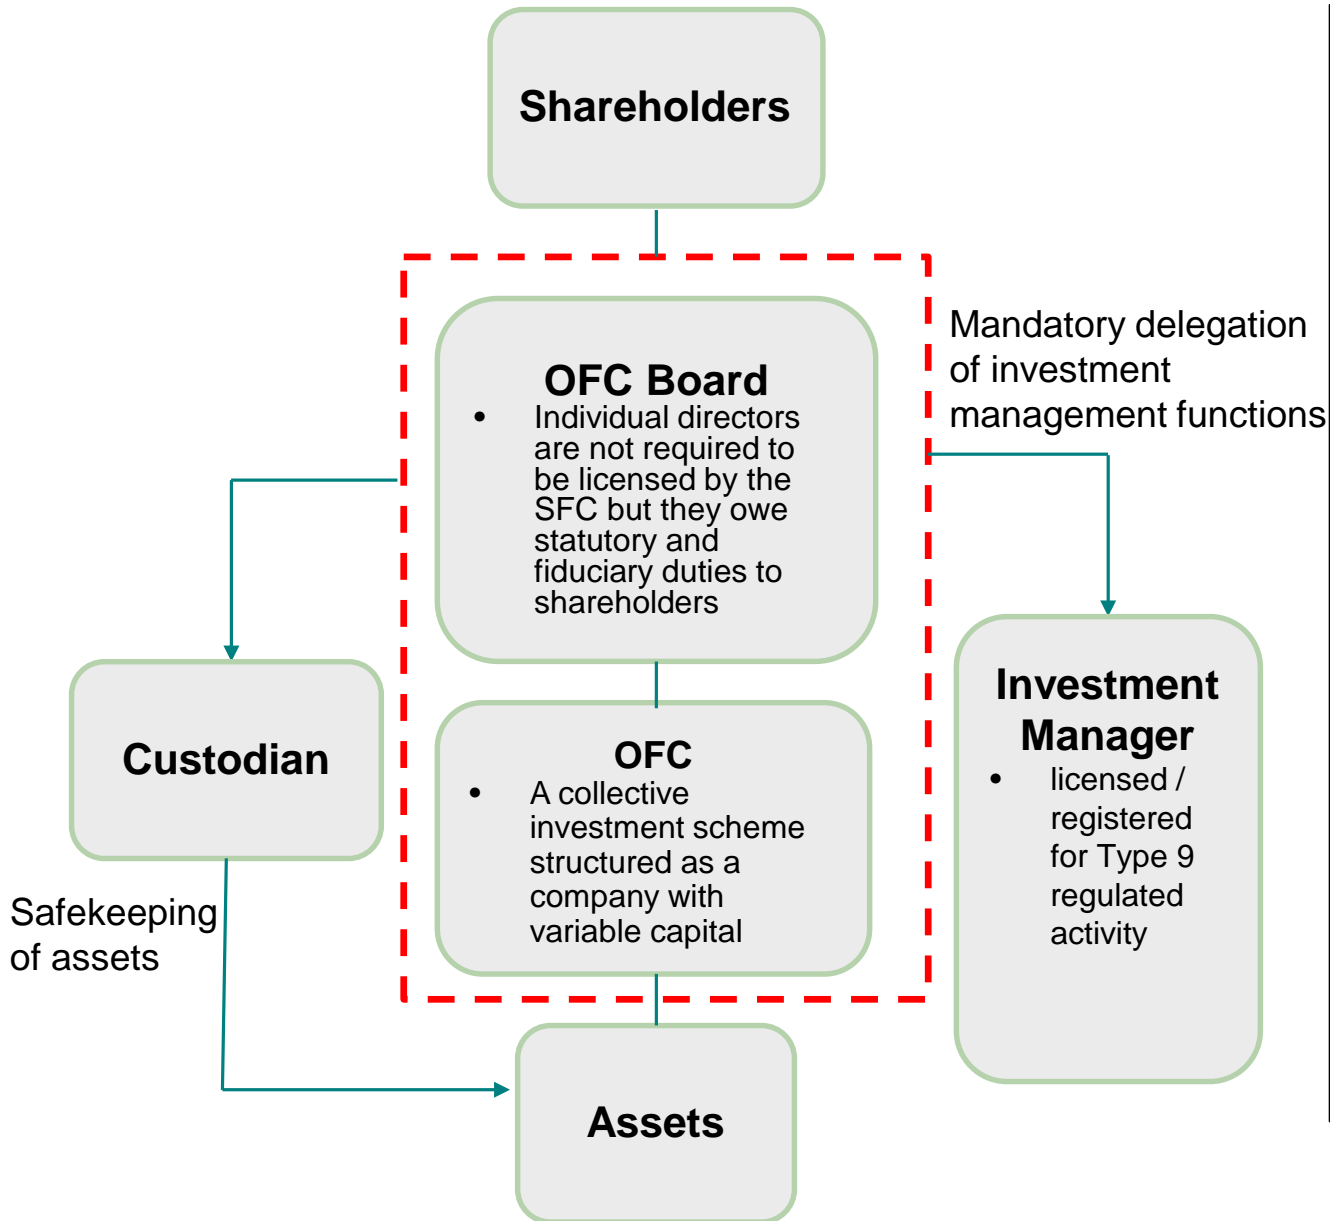 Shareholders
OFC Board
• Individual directors
are not required to
be licensed by the
SFC but they owe
statutory and
fiduciary duties to
shareholders
Mandatory delegation
of investment
management functions
Custodian
OFC
• A collective
investment scheme
structured as a
company with
variable capital
Investment
Manager
• licensed /
registered
for Type 9
regulated
activity
Safekeeping
of assets
Assets